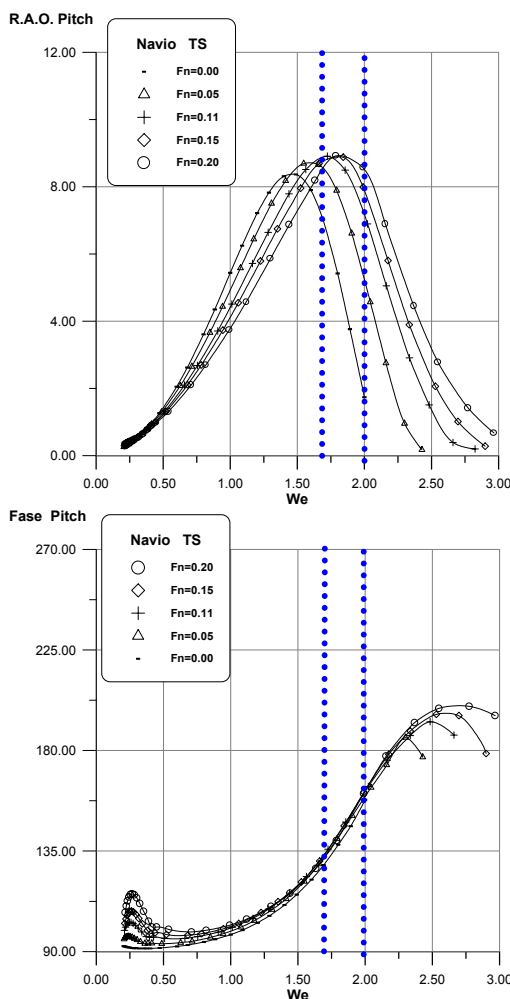 R.A.O. Pitch
12.00
8.00
4.00
0.00
Navio TS
Fn=0.00
Fn=0.05
Fn=0.11
Fn=0.15
Fn=0.20
0.00 0.50 1.00 1.50 2.00 2.50 3.00
We
Fase Pitch
270.00
225.00
180.00
135.00
90.00
Navio TS
Fn=0.20
Fn=0.15
Fn=0.11
Fn=0.05
Fn=0.00
0.00 0.50 1.00 1.50 2.00 2.50 3.00
We